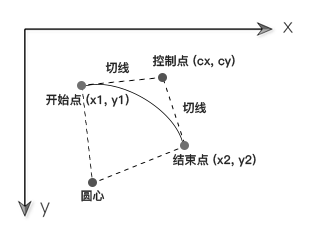 x
切线
控制点 (cx, cy)
开始点 (x1, y1)
切线
结束点 (x2, y2)
圆心
y